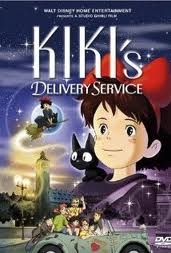 WALT DISNEY HOME ENTERTAINMENT
PRESENTS A STUDIO GHIBLI FILM
KIKI's
DELIVERY SERVICE
DVD